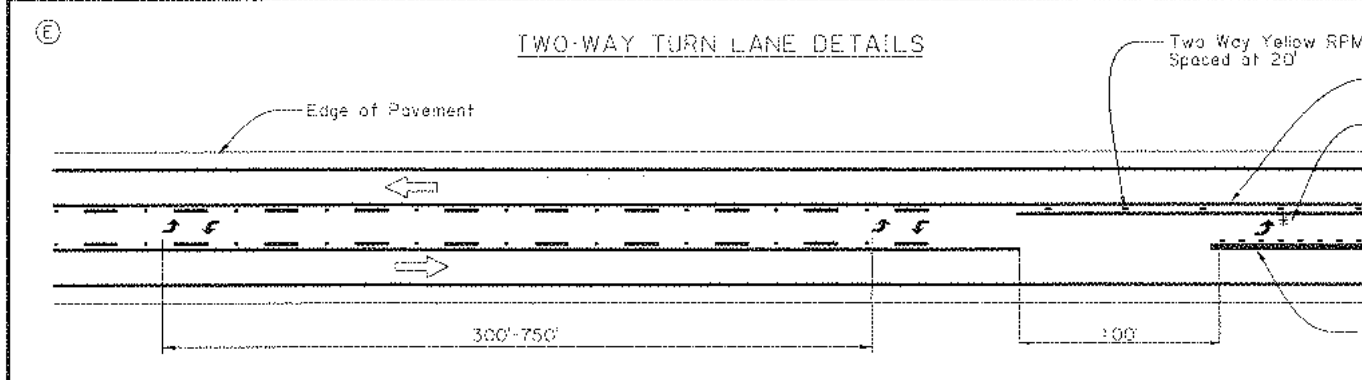 E
TWO-WAY TURN LANE DETAILS
Two Way Yellow RPM
Spaced at 20'
Edge of Pavement
300'-750'
100'